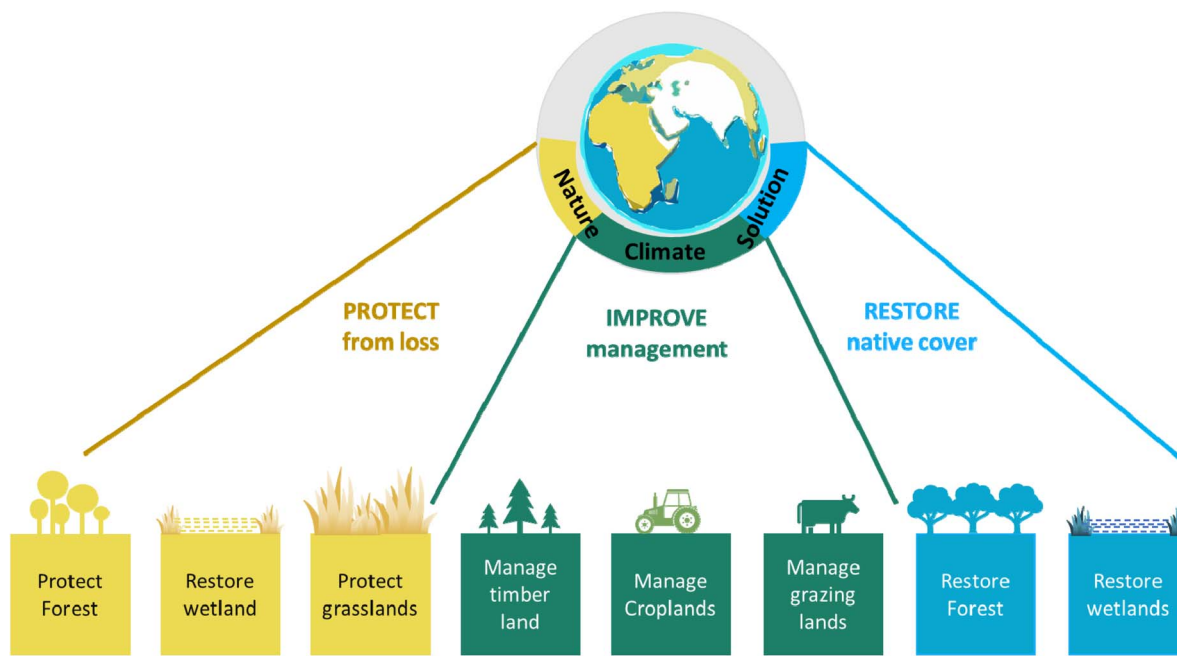 Nature
Climate
Solution
PROTECT
from loss
IMPROVE
management
RESTORE
native cover
Protect
Forest
Restore
wetland
Protect
grasslands
Manage
timber
land
Manage
Croplands
Manage
grazing
lands
Restore
Forest
Restore
wetlands